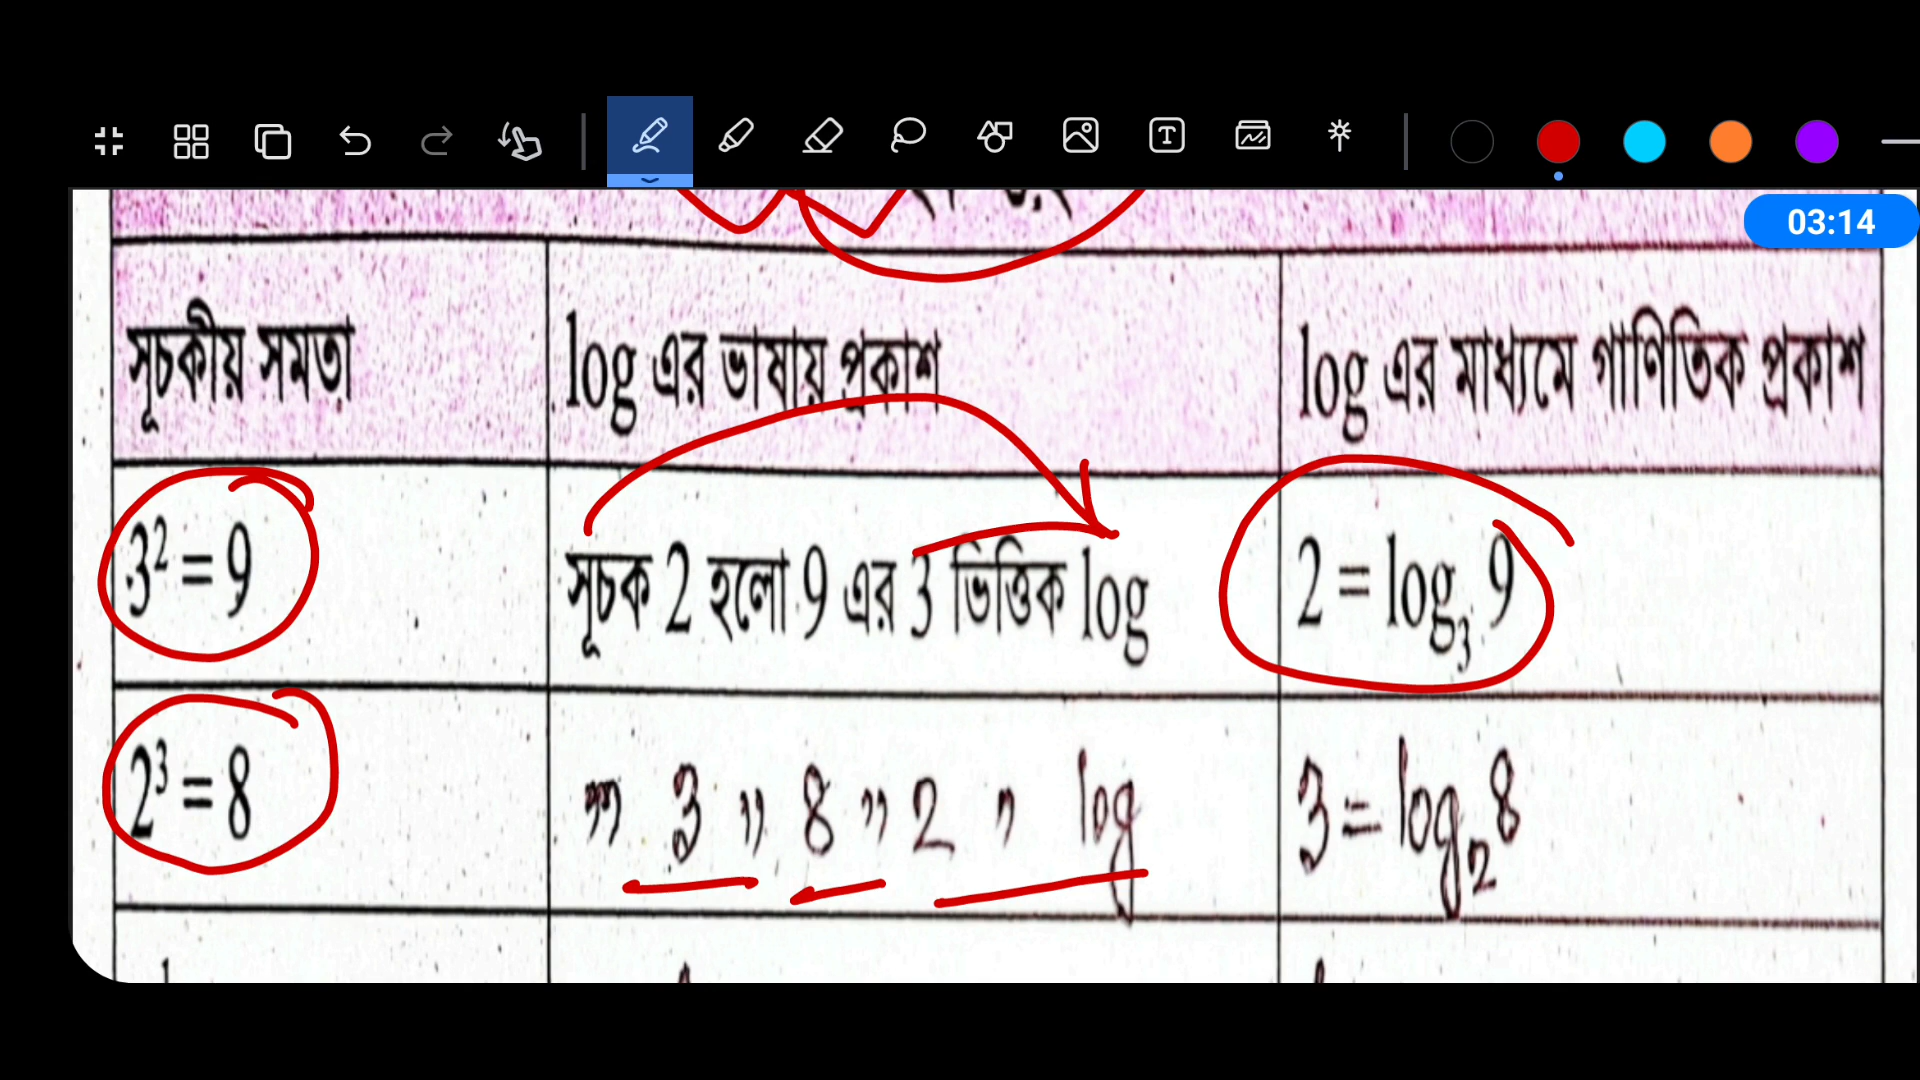 03:14
সূচকীয় সমতা
log এর ভাষায় প্রকাশ
log এর মাধ্যমে গাণিতিক প্রকাশ
3² = 9
সূচক 2 হলো 9 এর 3 ভিত্তিক log
2 = log₃ 9
2³ = 8
" 3 " 8 " 2 " log
3 = log₂ 8